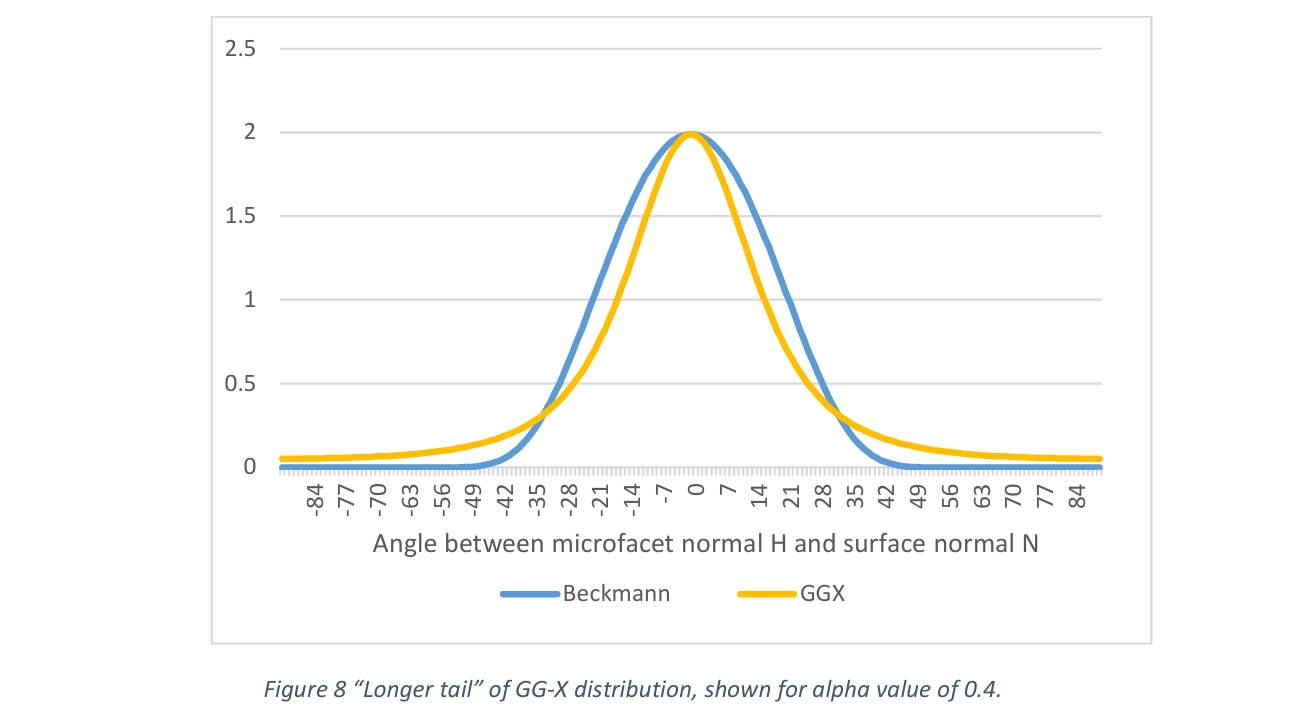 2.5
2
1.5
1
0.5
0
-84 -77 -70 -63 -56 -49 -42 -35 -28 -21 -14 -7 0 7 14 21 28 35 42 49 56 63 70 77 84
Angle between microfacet normal H and surface normal N
Beckmann GGX
Figure 8 “Longer tail” of GG-X distribution, shown for alpha value of 0.4.